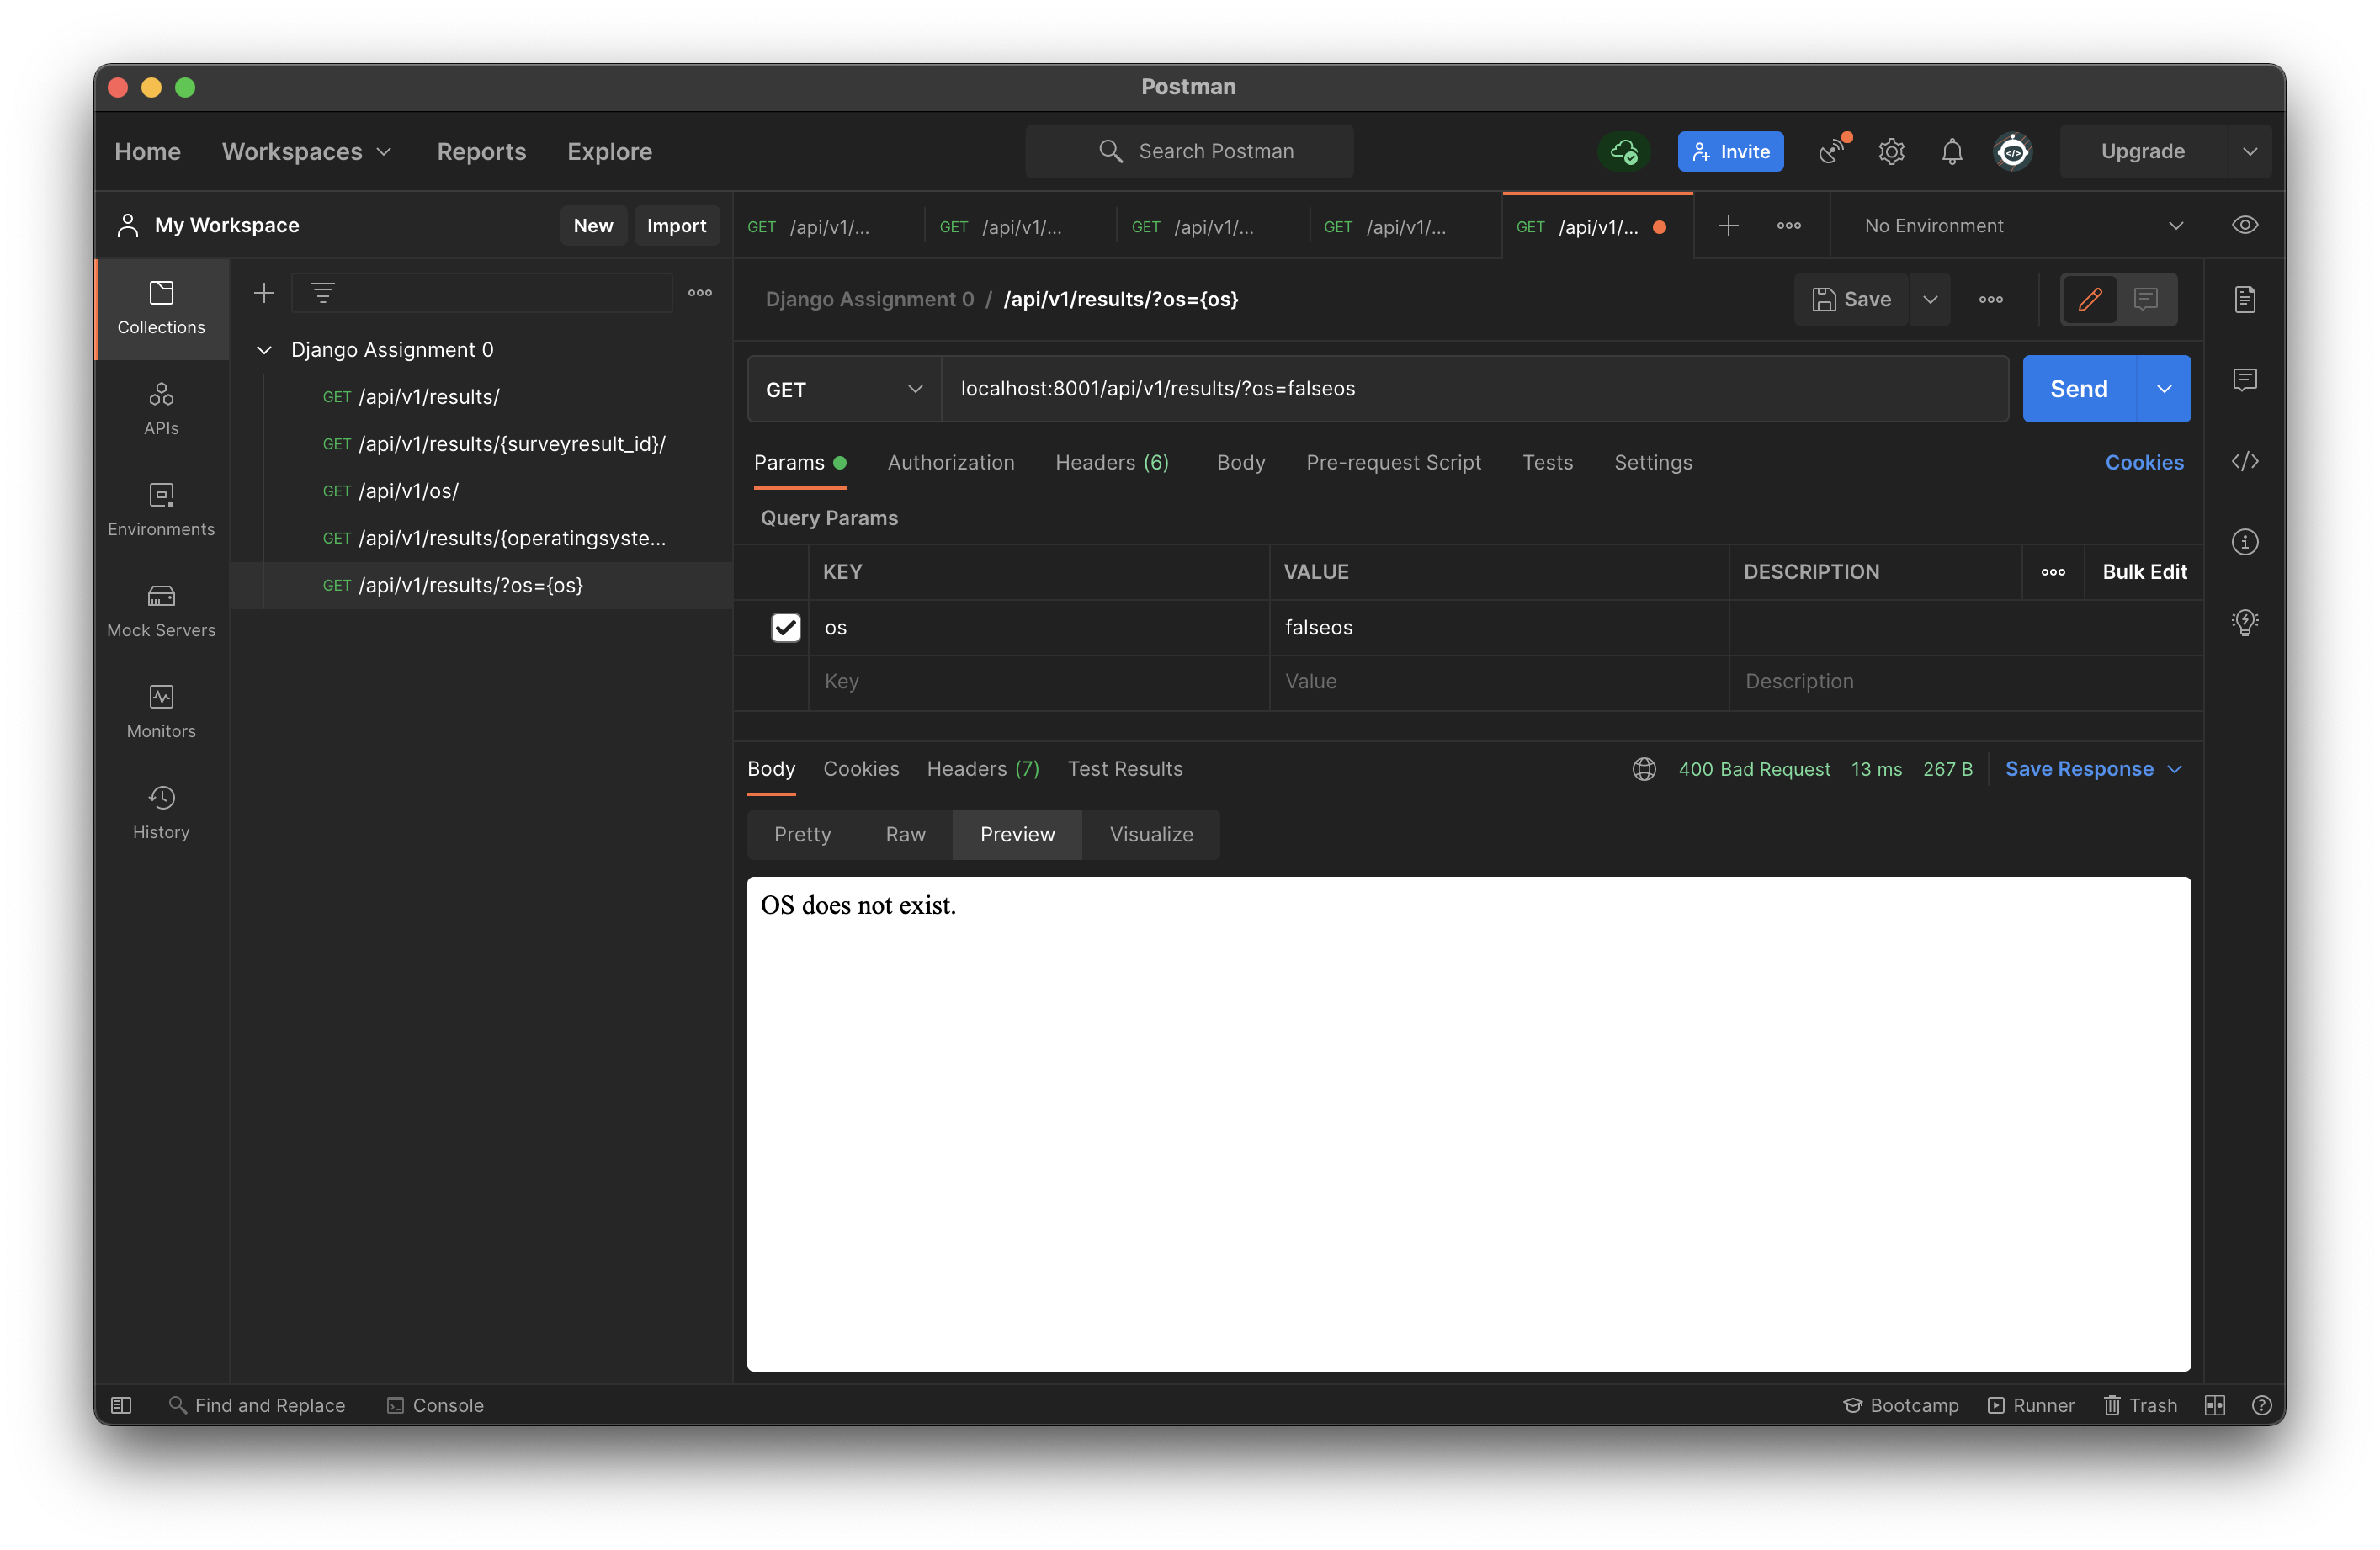 Postman
Home Workspaces Reports Explore Search Postman Invite Upgrade
My Workspace New Import GET /api/v1/... GET /api/v1/... GET /api/v1/... GET /api/v1/... GET /api/v1/... No Environment
Collections
APIs
Environments
Mock Servers
Monitors
History
Django Assignment 0
GET /api/v1/results/
GET /api/v1/results/{surveyresult_id}/
GET /api/v1/os/
GET /api/v1/results/{operatingsyste...
GET /api/v1/results/?os={os}
Django Assignment 0 / /api/v1/results/?os={os} Save
GET localhost:8001/api/v1/results/?os=falseos Send
Params Authorization Headers (6) Body Pre-request Script Tests Settings Cookies
Query Params
KEY VALUE DESCRIPTION Bulk Edit
os falseos
Key Value Description
Body Cookies Headers (7) Test Results 400 Bad Request 13 ms 267 B Save Response
Pretty Raw Preview Visualize
OS does not exist.
Find and Replace Console Bootcamp Runner Trash